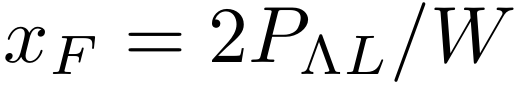 $x_F = 2P_{\Lambda L}/W$